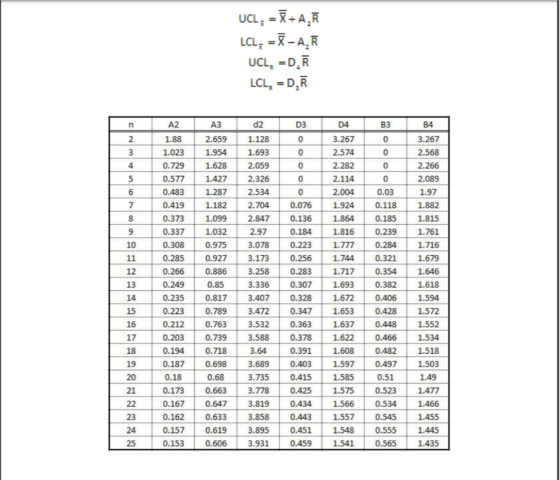 UCL x̄ = X̿ + A₂R̄
LCL x̄ = X̿ − A₂R̄
UCL R = D₄R̄
LCL R = D₃R̄
n A2 A3 d2 D3 D4 B3 B4
2 1.88 2.659 1.128 0 3.267 0 3.267
3 1.023 1.954 1.693 0 2.574 0 2.568
4 0.729 1.628 2.059 0 2.282 0 2.266
5 0.577 1.427 2.326 0 2.114 0 2.089
6 0.483 1.287 2.534 0 2.004 0.03 1.97
7 0.419 1.182 2.704 0.076 1.924 0.118 1.882
8 0.373 1.099 2.847 0.136 1.864 0.185 1.815
9 0.337 1.032 2.97 0.184 1.816 0.239 1.761
10 0.308 0.975 3.078 0.223 1.777 0.284 1.716
11 0.285 0.927 3.173 0.256 1.744 0.321 1.679
12 0.266 0.886 3.258 0.283 1.717 0.354 1.646
13 0.249 0.85 3.336 0.307 1.693 0.382 1.618
14 0.235 0.817 3.407 0.328 1.672 0.406 1.594
15 0.223 0.789 3.472 0.347 1.653 0.428 1.572
16 0.212 0.763 3.532 0.363 1.637 0.448 1.552
17 0.203 0.739 3.588 0.378 1.622 0.466 1.534
18 0.194 0.718 3.64 0.391 1.608 0.482 1.518
19 0.187 0.698 3.689 0.403 1.597 0.497 1.503
20 0.18 0.68 3.735 0.415 1.585 0.51 1.49
21 0.173 0.663 3.778 0.425 1.575 0.523 1.477
22 0.167 0.647 3.819 0.434 1.566 0.534 1.466
23 0.162 0.633 3.858 0.443 1.557 0.545 1.455
24 0.157 0.619 3.895 0.451 1.548 0.555 1.445
25 0.153 0.606 3.931 0.459 1.541 0.565 1.435